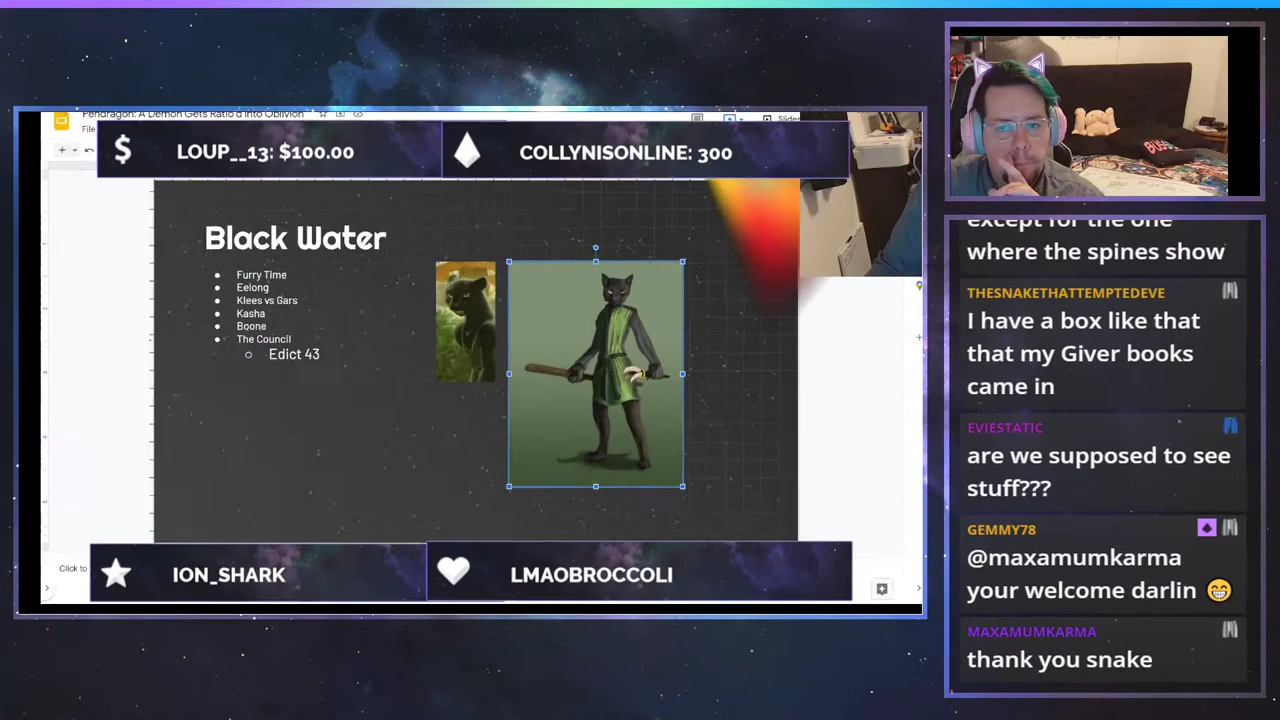 Pendragon: A Demon Gets Ratio'd Into Oblivion
File
LOUP__13: $100.00
COLLYNISONLINE: 300
Black Water
Furry Time
Eelong
Klees vs Gars
Kasha
Boone
The Council
Edict 43
Click to
ION_SHARK
LMAOBROCCOLI
except for the one
where the spines show
THESNAKETHATTEMPTEDEVE
I have a box like that
that my Giver books
came in
EVIESTATIC
are we supposed to see
stuff???
GEMMY78
@maxamumkarma
your welcome darlin 😁
MAXAMUMKARMA
thank you snake